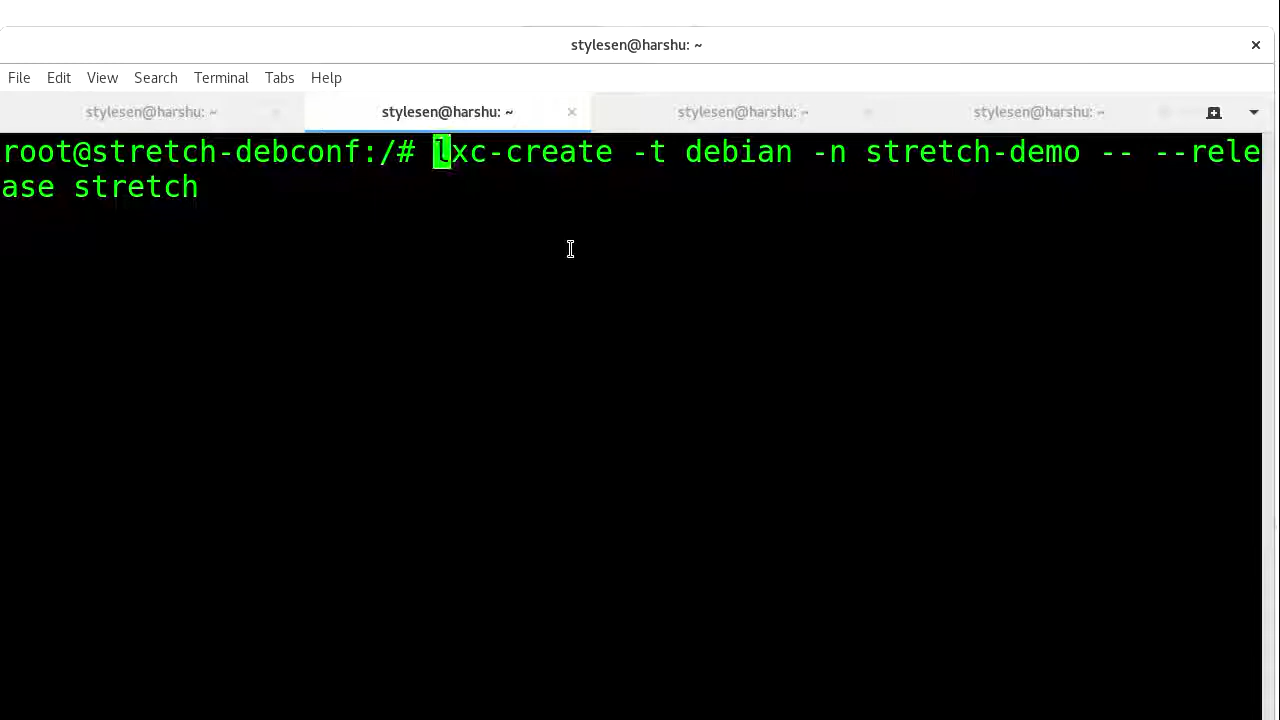 stylesen@harshu: ~
File Edit View Search Terminal Tabs Help
stylesen@harshu: ~ stylesen@harshu: ~ stylesen@harshu: ~ stylesen@harshu: ~
root@stretch-debconf:/# lxc-create -t debian -n stretch-demo -- --rele
ase stretch